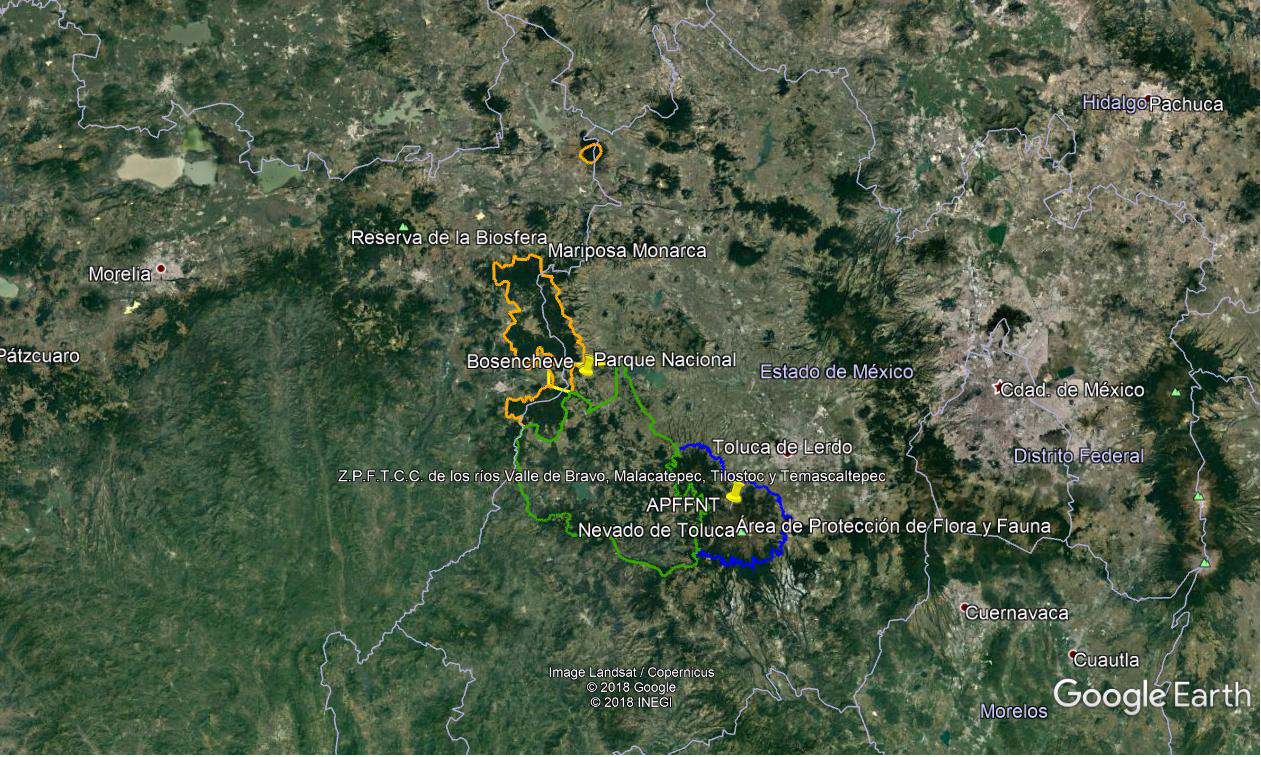 Hidalgo
Pachuca
Reserva de la Biosfera
Mariposa Monarca
Morelia
Pátzcuaro
Bosencheve
Parque Nacional
Estado de México
Cdad. de México
Toluca de Lerdo
Distrito Federal
Z.P.F.T.C.C. de los ríos Valle de Bravo, Malacatepec, Tilostoc y Temascaltepec
APFFNT
Nevado de Toluca
Área de Protección de Flora y Fauna
Cuernavaca
Cuautla
Image Landsat / Copernicus
© 2018 Google
© 2018 INEGI
Google Earth
Morelos